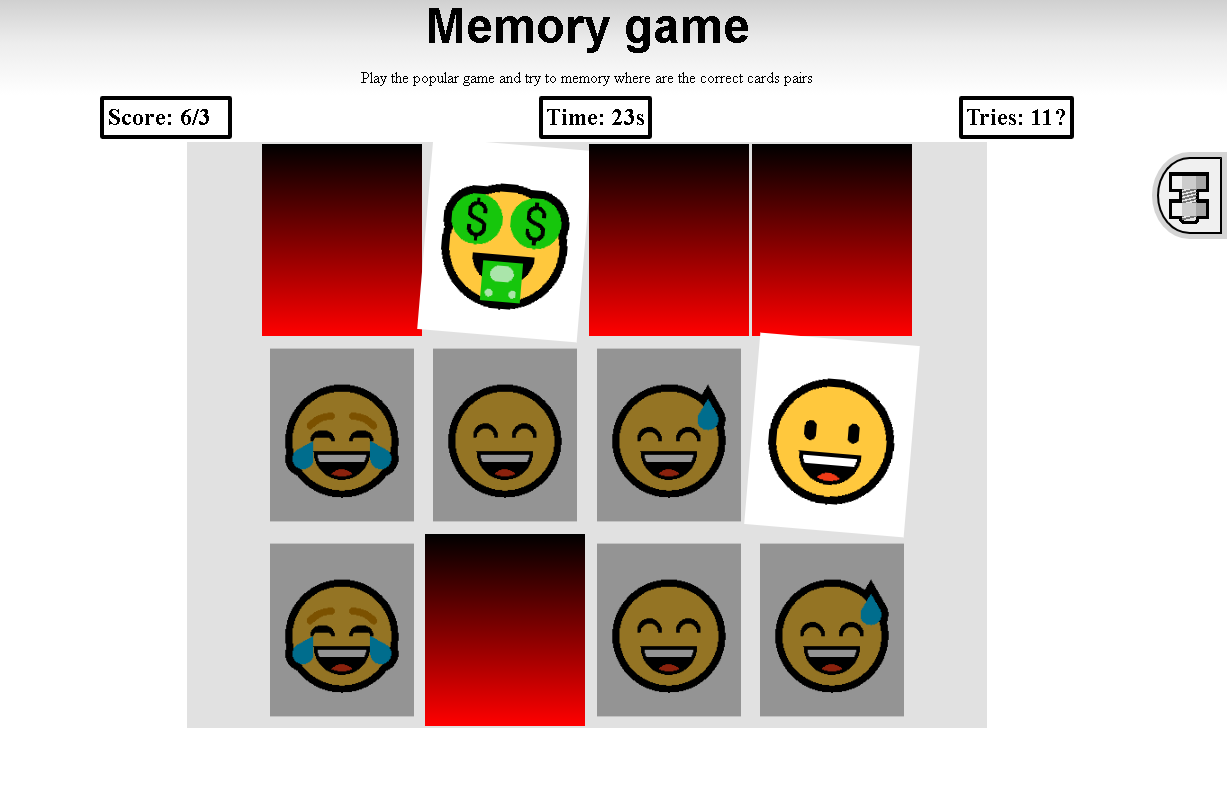 Memory game
Play the popular game and try to memory where are the correct cards pairs
Score: 6/3
Time: 23s
Tries: 11?
$ $